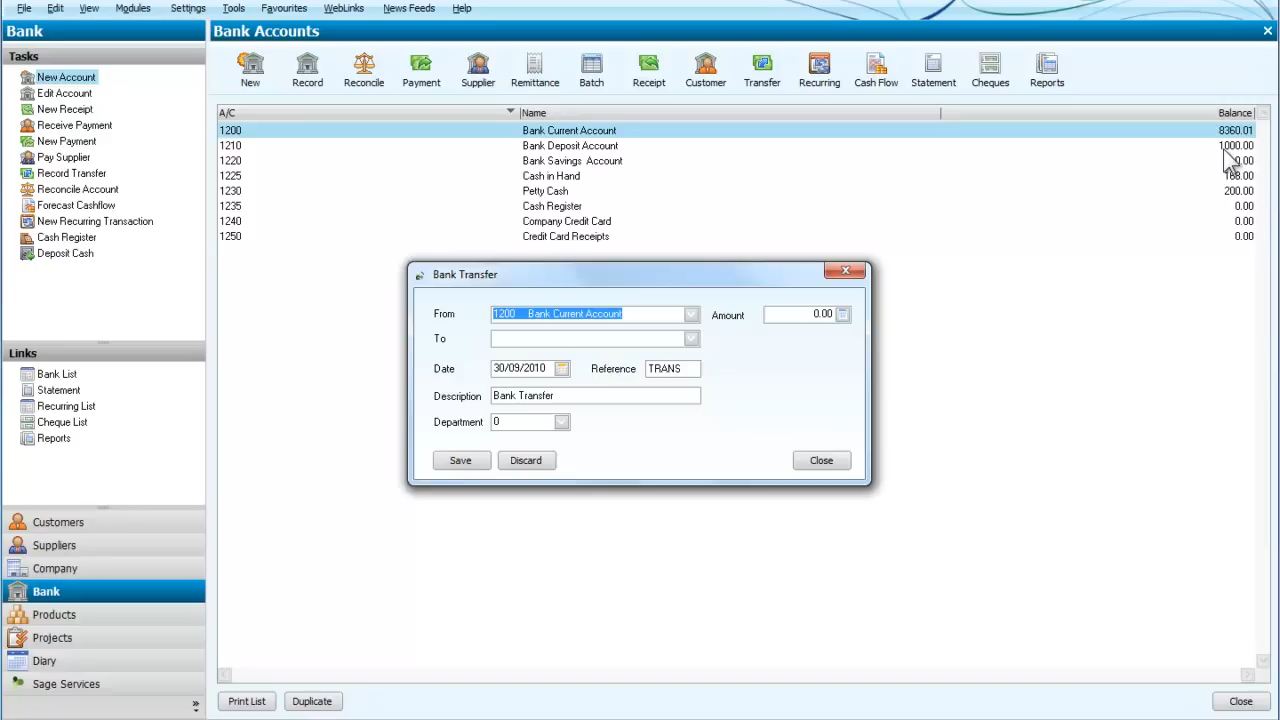 File Edit View Modules Settings Tools Favourites WebLinks News Feeds Help
Bank
Bank Accounts
Tasks
New Account
Edit Account
New Receipt
Receive Payment
New Payment
Pay Supplier
Record Transfer
Reconcile Account
Forecast Cashflow
New Recurring Transaction
Cash Register
Deposit Cash
Links
Bank List
Statement
Recurring List
Cheque List
Reports
Customers
Suppliers
Company
Bank
Products
Projects
Diary
Sage Services
New Record Reconcile Payment Supplier Remittance Batch Receipt Customer Transfer Recurring Cash Flow Statement Cheques Reports
A/C Name Balance
1200 Bank Current Account 8360.01
1210 Bank Deposit Account 1000.00
1220 Bank Savings Account 0.00
1225 Cash in Hand
1230 Petty Cash 200.00
1235 Cash Register 0.00
1240 Company Credit Card 0.00
1250 Credit Card Receipts 0.00
Bank Transfer
From 1200 Bank Current Account Amount 0.00
To
Date 30/09/2010 Reference TRANS
Description Bank Transfer
Department 0
Save Discard Close
Print List Duplicate Close